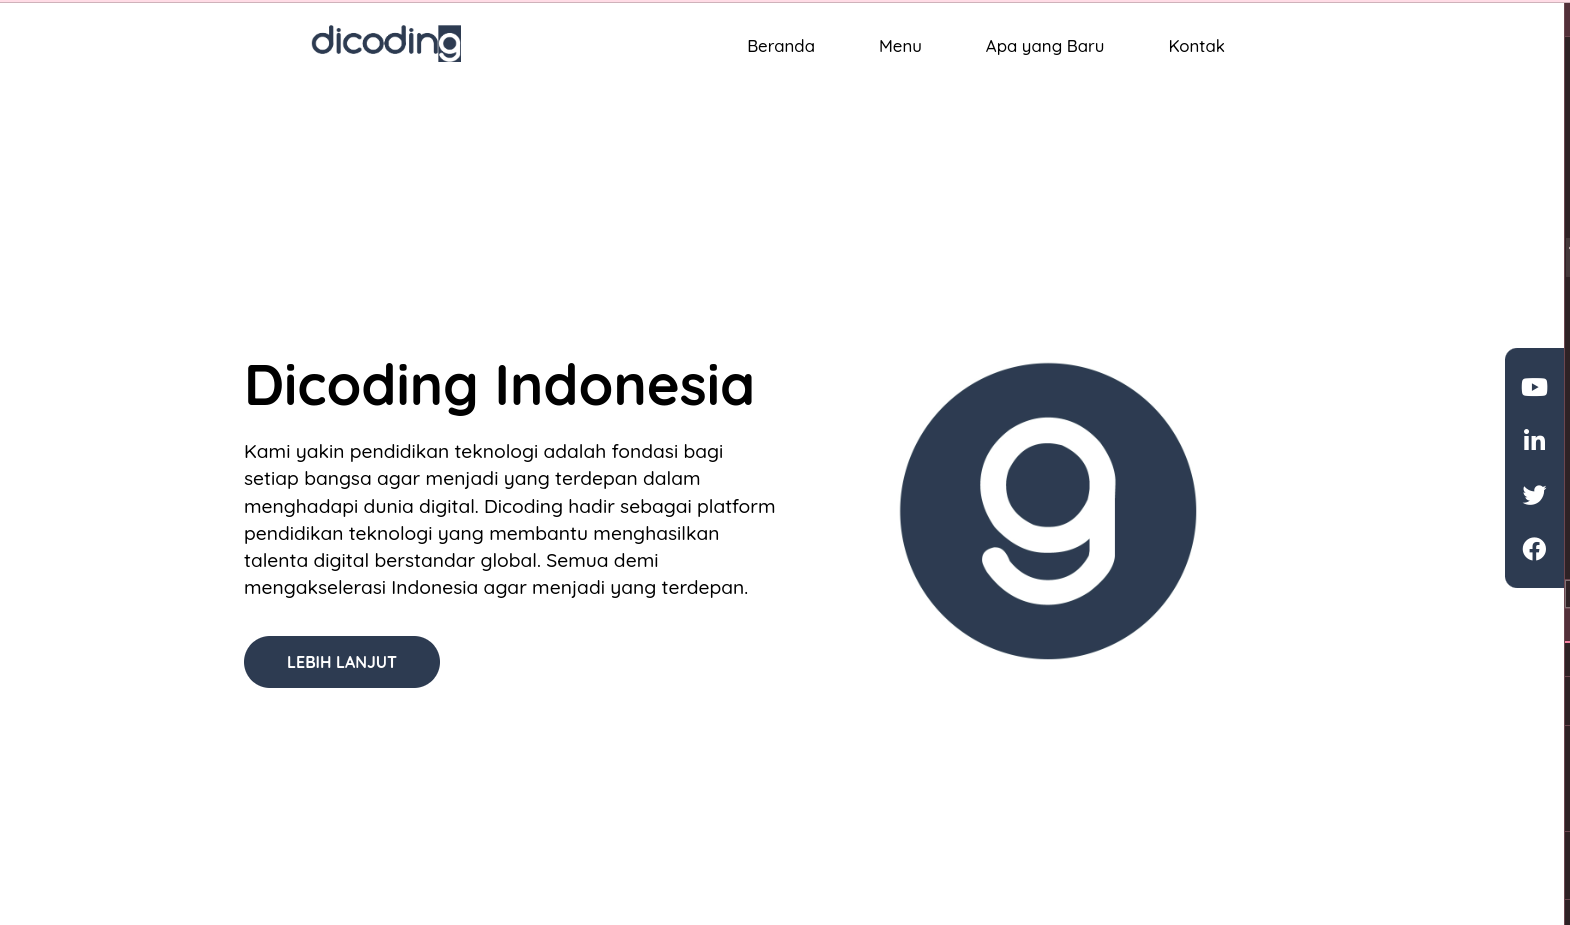 dicoding
Beranda Menu Apa yang Baru Kontak
Dicoding Indonesia
Kami yakin pendidikan teknologi adalah fondasi bagi
setiap bangsa agar menjadi yang terdepan dalam
menghadapi dunia digital. Dicoding hadir sebagai platform
pendidikan teknologi yang membantu menghasilkan
talenta digital berstandar global. Semua demi
mengakselerasi Indonesia agar menjadi yang terdepan.
LEBIH LANJUT
g
in